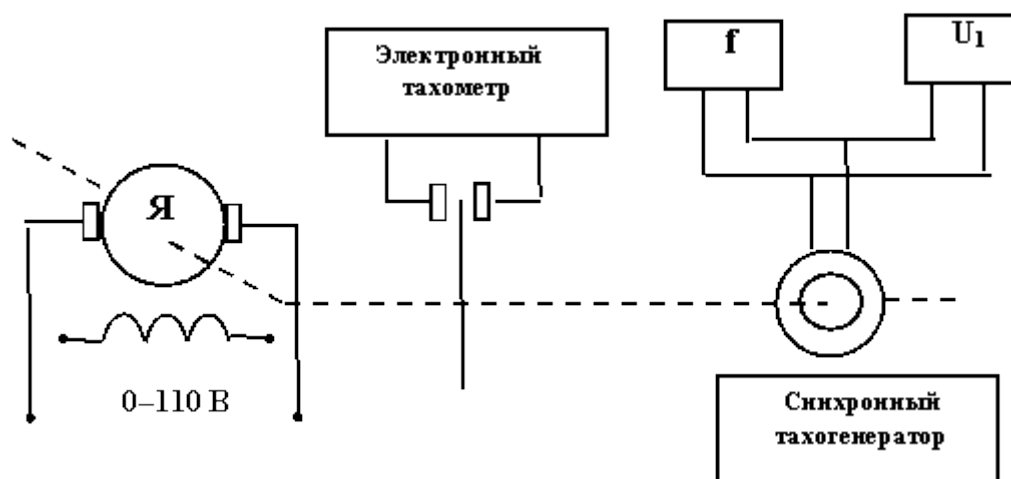 Электронный
тахометр
f
U1
Я
0–110 В
Синхронный
тахогенератор